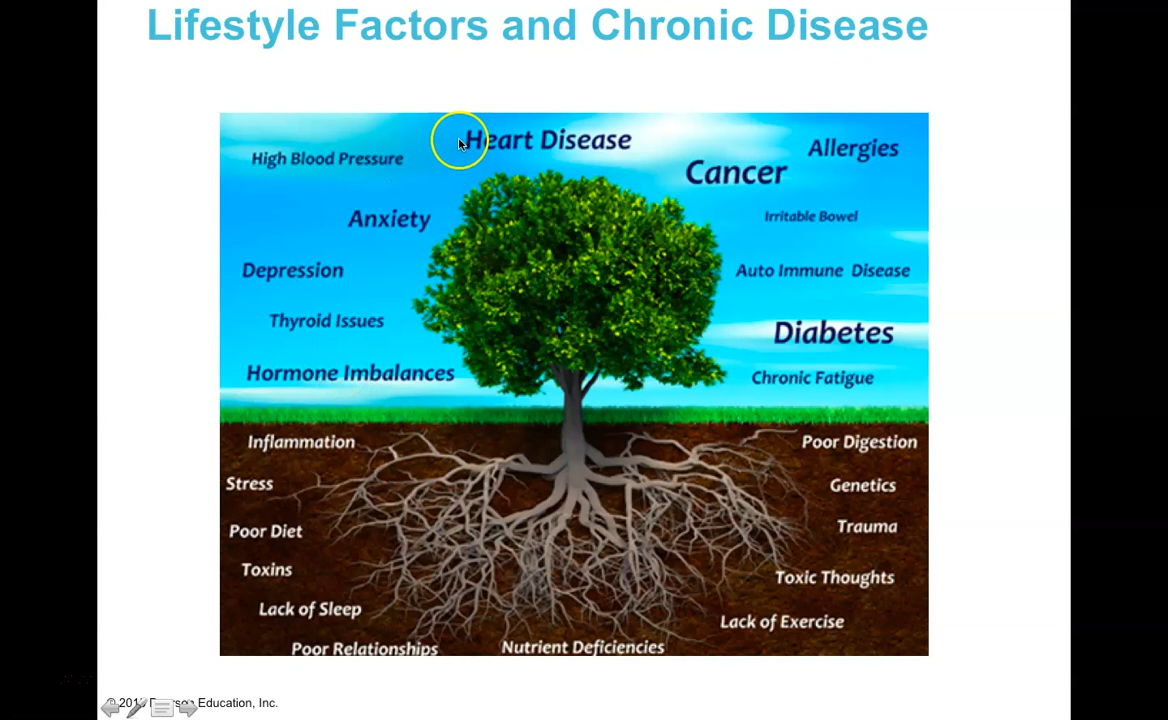 Lifestyle Factors and Chronic Disease
Heart Disease
High Blood Pressure
Allergies
Cancer
Anxiety
Irritable Bowel
Depression
Auto Immune Disease
Thyroid Issues
Diabetes
Hormone Imbalances
Chronic Fatigue
Inflammation
Poor Digestion
Stress
Genetics
Poor Diet
Trauma
Toxins
Toxic Thoughts
Lack of Sleep
Lack of Exercise
Poor Relationships
Nutrient Deficiencies
© Pearson Education, Inc.